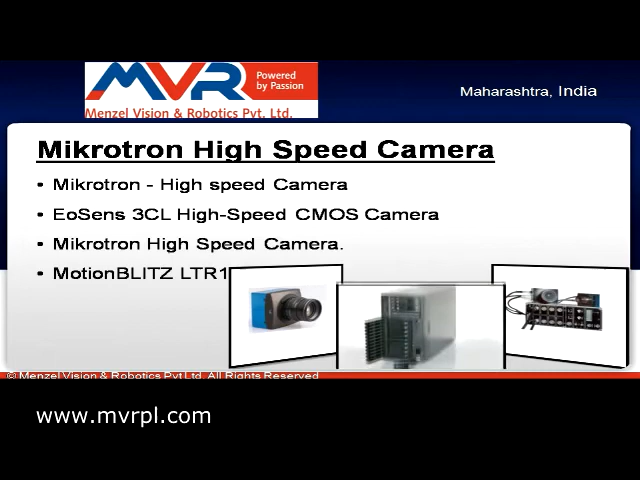 MVR
Powered
by Passion
Menzel Vision & Robotics Pvt. Ltd.
Maharashtra, India
Mikrotron High Speed Camera
• Mikrotron - High speed Camera
• EoSens 3CL High-Speed CMOS Camera
• Mikrotron High Speed Camera.
• MotionBLITZ LTR1
© Menzel Vision & Robotics Pvt Ltd. All Rights Reserved
www.mvrpl.com